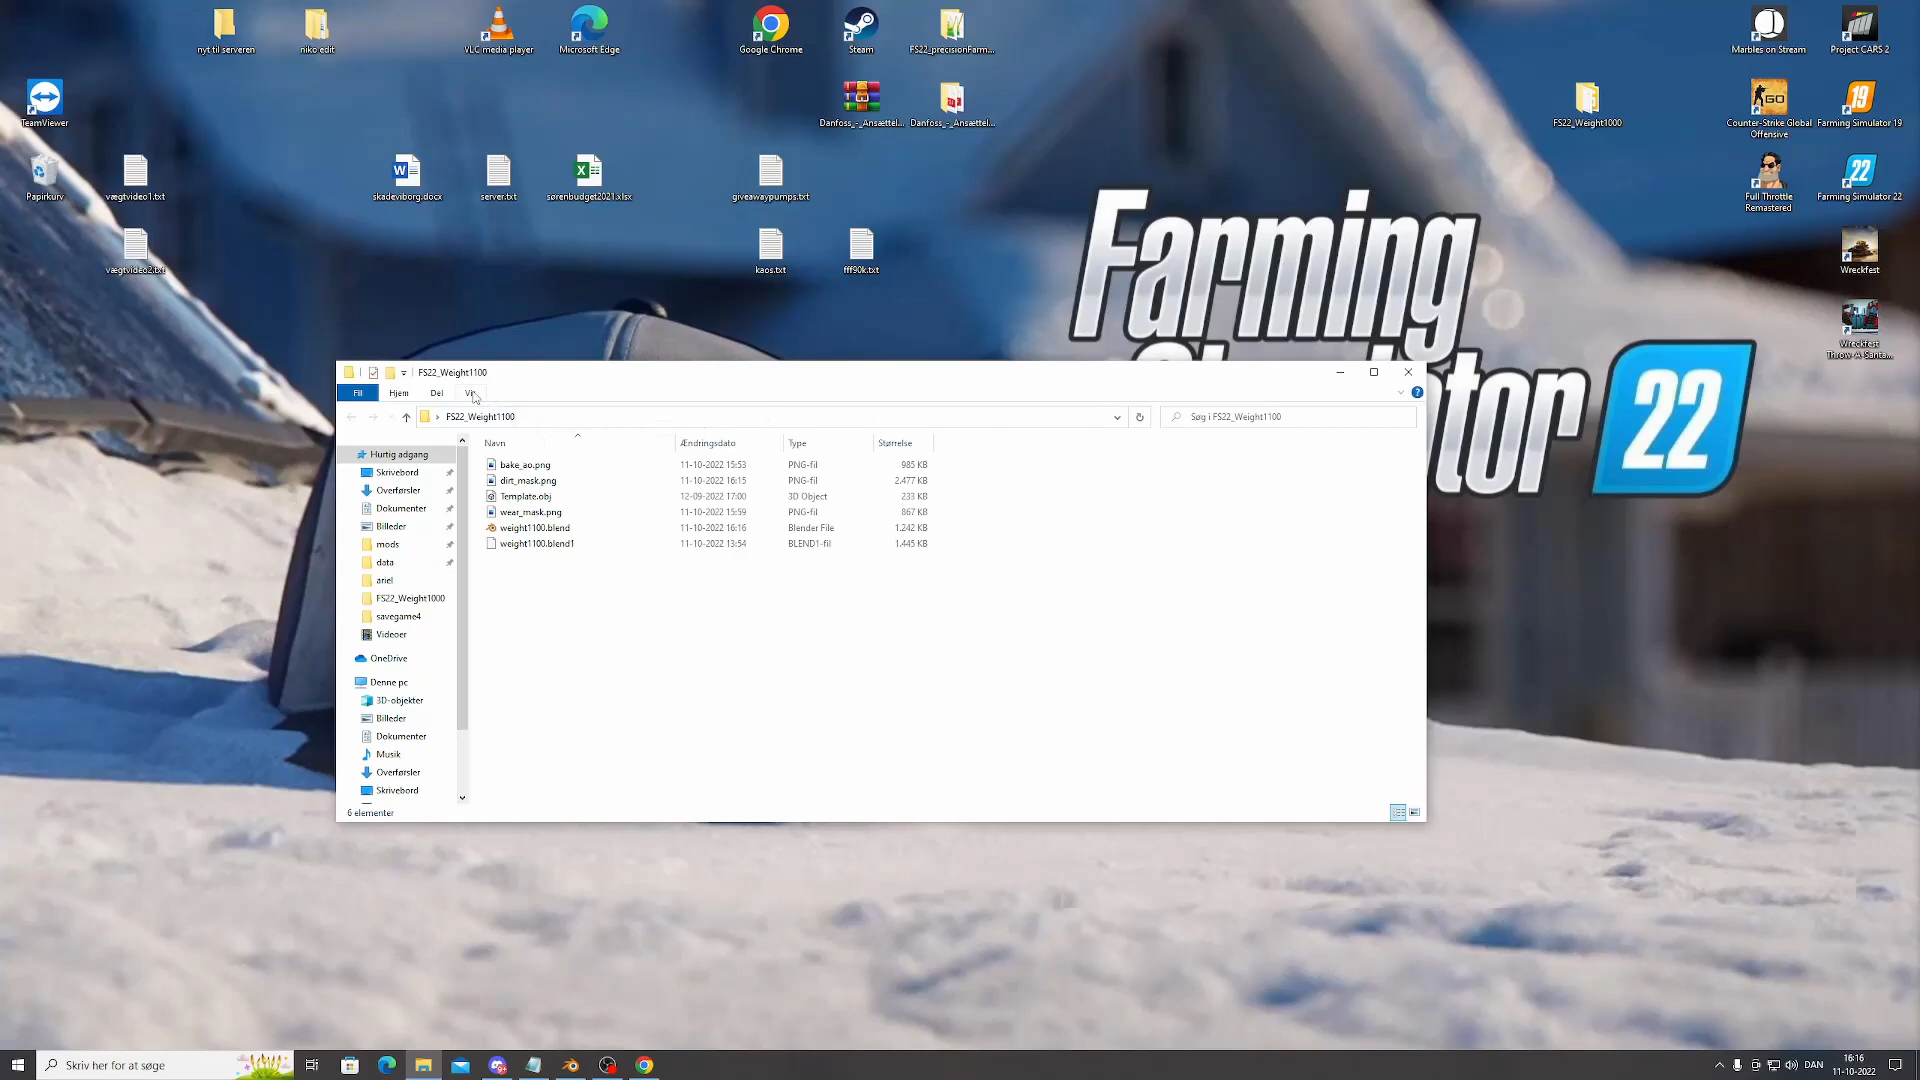 nyt til serveren
niko edit
VLC media player
Microsoft Edge
Google Chrome
Steam
FS22_precisionFarm...
Marbles on Stream
Project CARS 2
TeamViewer
Danfoss_-_Ansættel...
Danfoss_-_Ansættel...
FS22_Weight1000
GO
Counter-Strike Global
Offensive
19
Farming Simulator 19
Papirkurv
vægtvideo1.txt
skadeviborg.docx
server.txt
sørenbudget2021.xlsx
giveawaypumps.txt
Full Throttle
Remastered
22
Farming Simulator 22
vægtvideo2.txt
kaos.txt
fff90k.txt
Wreckfest
Wreckfest
Throw-A-Santa...
Farming
22
FS22_Weight1100
Fil
Hjem
Del
FS22_Weight1100
Søg i FS22_Weight1100
Navn
Ændringsdato
Type
Størrelse
Hurtig adgang
Skrivebord
Overførsler
Dokumenter
Billeder
mods
data
ariel
FS22_Weight1000
savegame4
Videoer
OneDrive
Denne pc
3D-objekter
Billeder
Dokumenter
Musik
Overførsler
Skrivebord
bake_ao.png 11-10-2022 15:53 PNG-fil 985 KB
dirt_mask.png 11-10-2022 16:15 PNG-fil 2.477 KB
Template.obj 12-09-2022 17:00 3D Object 233 KB
wear_mask.png 11-10-2022 15:59 PNG-fil 867 KB
weight1100.blend 11-10-2022 16:16 Blender File 1.242 KB
weight1100.blend1 11-10-2022 13:54 BLEND1-fil 1.445 KB
6 elementer
Skriv her for at søge
DAN
16:16
11-10-2022